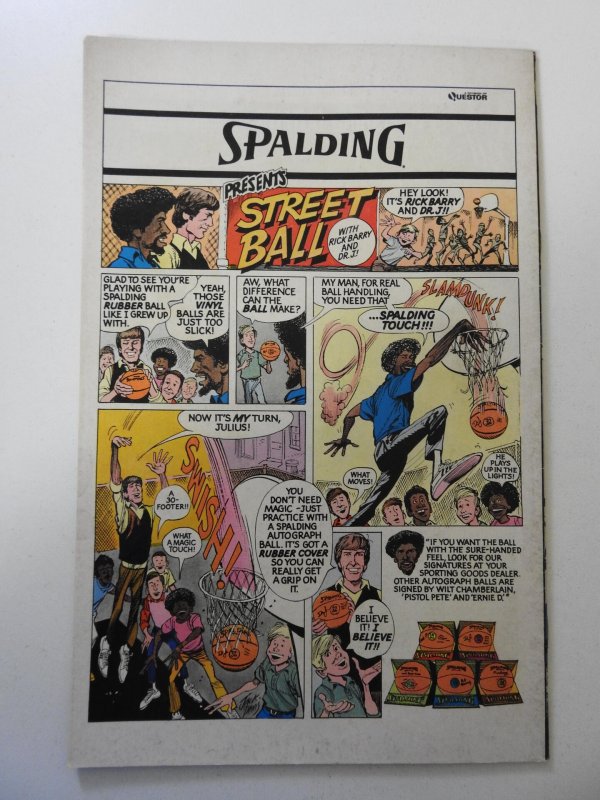 A DIVISION OF
QUESTOR
SPALDING
PRESENTS
STREET
BALL
WITH
RICK BARRY
AND
DR.J!
HEY LOOK!
IT'S RICK BARRY
AND DR.J!!
GLAD TO SEE YOU'RE
PLAYING WITH A
SPALDING
RUBBER BALL
LIKE I GREW UP
WITH.
YEAH,
THOSE
VINYL
BALLS ARE
JUST TOO
SLICK!
AW, WHAT
DIFFERENCE
CAN THE
BALL MAKE?
MY MAN, FOR REAL
BALL HANDLING,
YOU NEED THAT
...SPALDING
TOUCH!!!
SLAMDUNK!
WHAT
MOVES!
HE
PLAYS
UP IN THE
LIGHTS!
NOW IT'S MY TURN,
JULIUS!
A
30-
FOOTER!!
WHAT
A MAGIC
TOUCH!
SWISH!
YOU
DON'T NEED
MAGIC -JUST
PRACTICE WITH
A SPALDING
AUTOGRAPH
BALL. IT'S GOT A
RUBBER COVER
SO YOU CAN
REALLY GET
A GRIP ON
IT.
I
BELIEVE
IT! I
BELIEVE
IT!!
"IF YOU WANT THE BALL
WITH THE SURE-HANDED
FEEL, LOOK FOR OUR
SIGNATURES AT YOUR
SPORTING GOODS DEALER.
OTHER AUTOGRAPH BALLS ARE
SIGNED BY WILT CHAMBERLAIN,
'PISTOL PETE' AND 'ERNIE D.'"